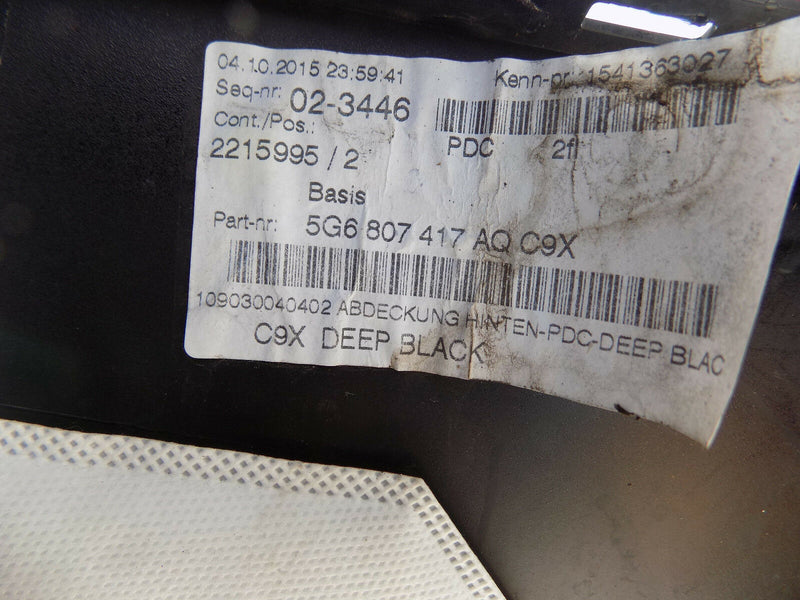 04.10.2015 23:59:41 Kenn-nr: 1541363027
Seq-nr: 02-3446
Cont./Pos.: PDC 2fl
2215995 / 2
Basis
Part-nr: 5G6 807 417 AQ C9X
109030040402 ABDECKUNG HINTEN-PDC-DEEP BLAC
C9X DEEP BLACK